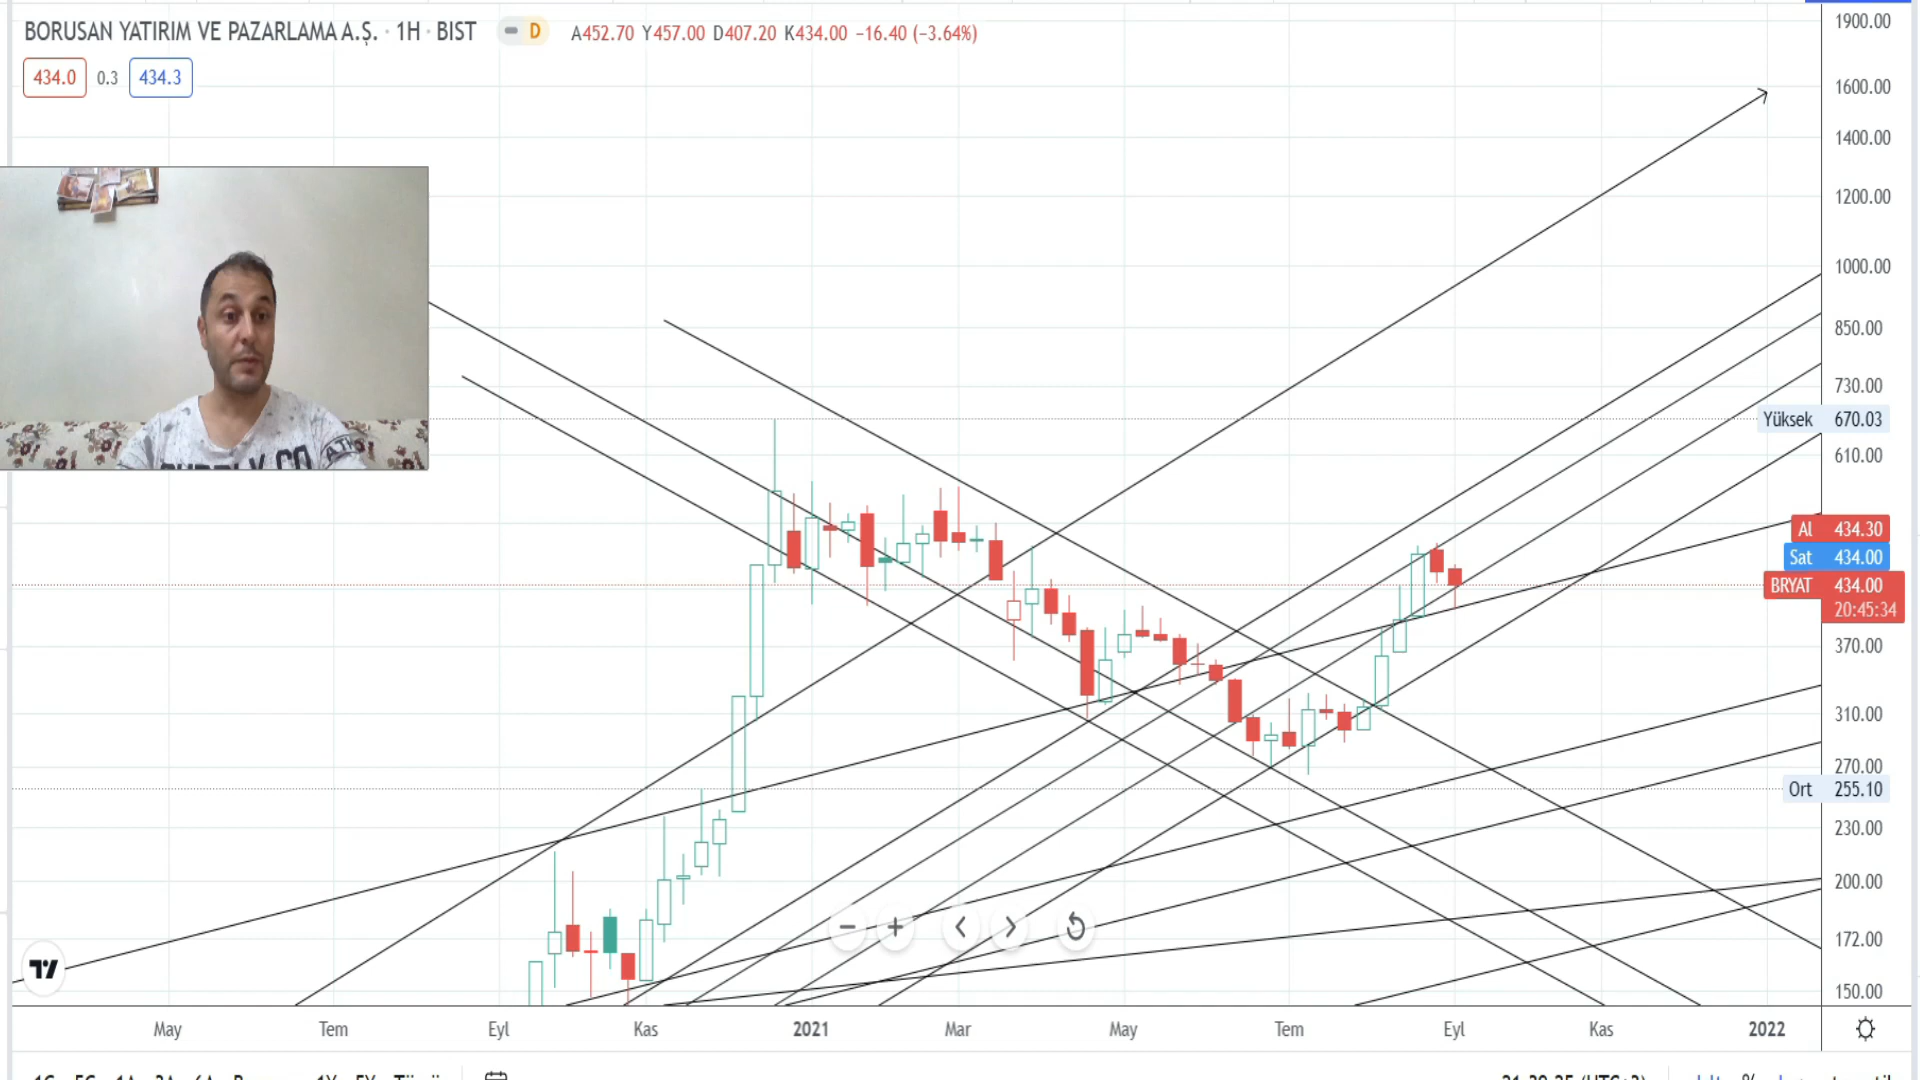 BORUSAN YATIRIM VE PAZARLAMA A.Ş. · 1H · BIST D A452.70 Y457.00 D407.20 K434.00 −16.40 (−3.64%)
434.0 0.3 434.3
1900.00
1600.00
1400.00
1200.00
1000.00
850.00
730.00
Yüksek 670.03
610.00
Al 434.30
Sat 434.00
BRYAT 434.00
20:45:34
370.00
310.00
270.00
Ort 255.10
230.00
200.00
172.00
150.00
May Tem Eyl Kas 2021 Mar May Tem Eyl Kas 2022